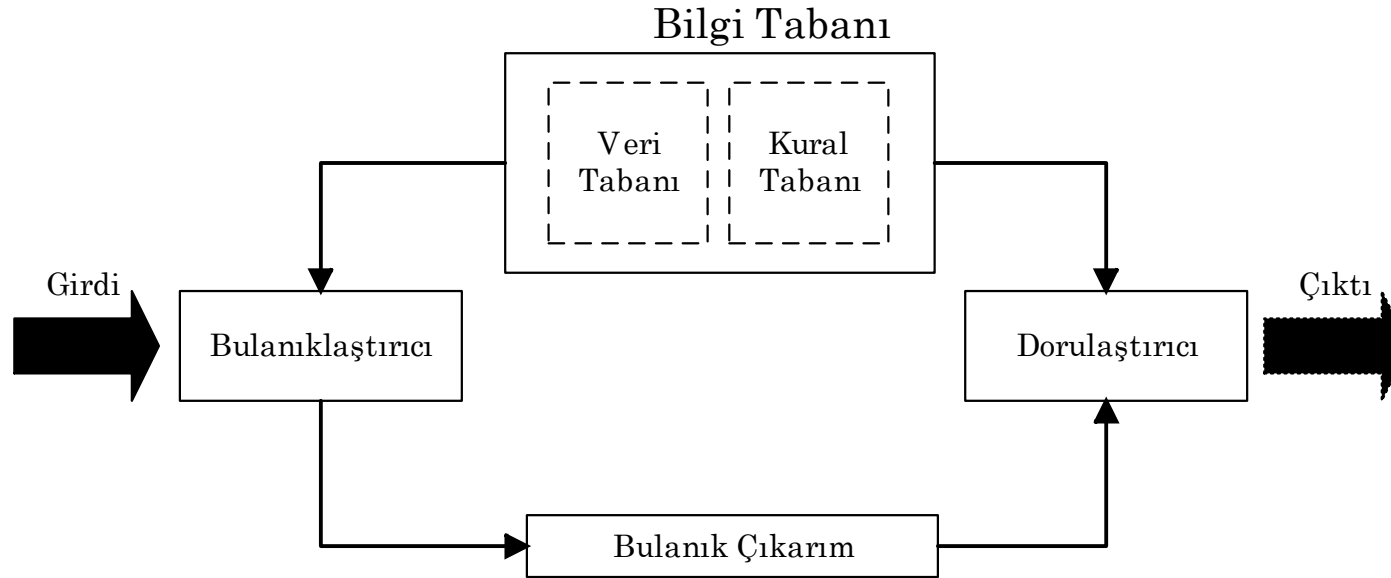 Bilgi Tabanı
Veri
Tabanı
Kural
Tabanı
Girdi
Bulanıklaştırıcı
Dorulaştırıcı
Çıktı
Bulanık Çıkarım